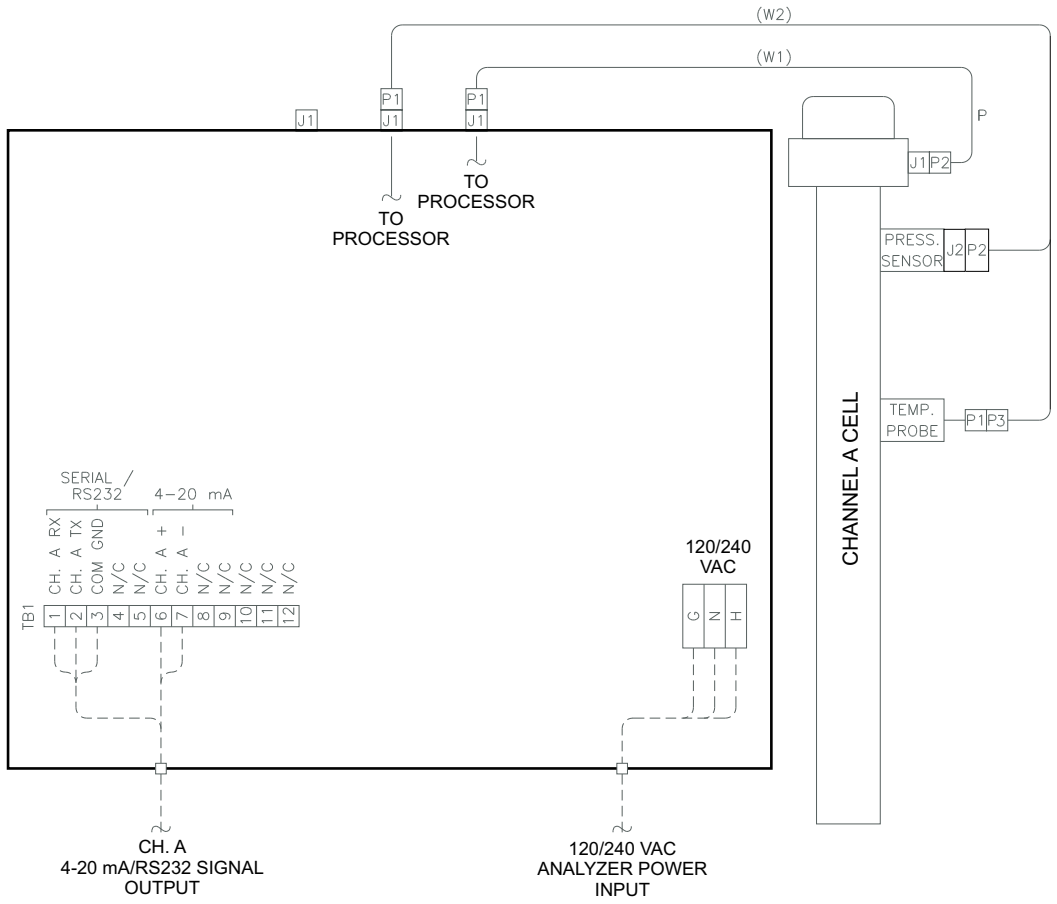 (W2)
(W1)
P1
P1
J1
J1
J1
P
J1 P2
TO
PROCESSOR
TO
PROCESSOR
PRESS.
SENSOR
J2 P2
TEMP.
PROBE
P1 P3
CHANNEL A CELL
SERIAL /
RS232
4-20 mA
CH. A RX
CH. A TX
COM GND
N/C
N/C
CH. A +
CH. A -
N/C
N/C
N/C
N/C
N/C
TB1
1 2 3 4 5 6 7 8 9 10 11 12
120/240
VAC
G N H
CH. A
4-20 mA/RS232 SIGNAL
OUTPUT
120/240 VAC
ANALYZER POWER
INPUT